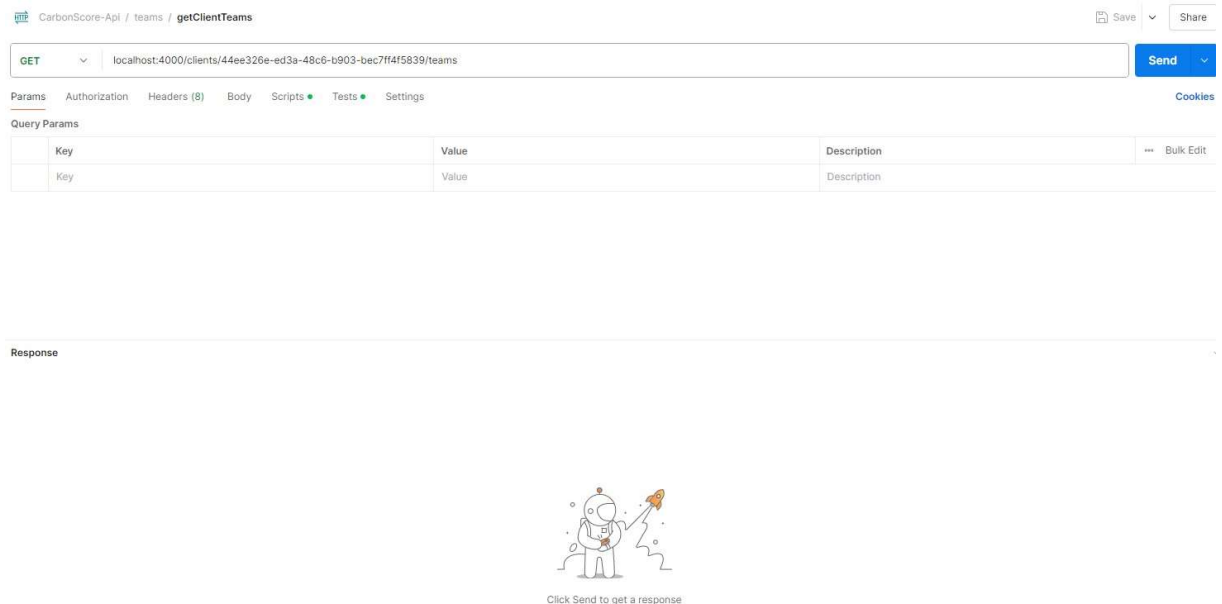 HTTP CarbonScore-Api / teams / getClientTeams Save Share
GET localhost:4000/clients/44ee326e-ed3a-48c6-b903-bec7ff4f5839/teams Send
Params Authorization Headers (8) Body Scripts Tests Settings Cookies
Query Params
Key Value Description Bulk Edit
Key Value Description
Response
Click Send to get a response